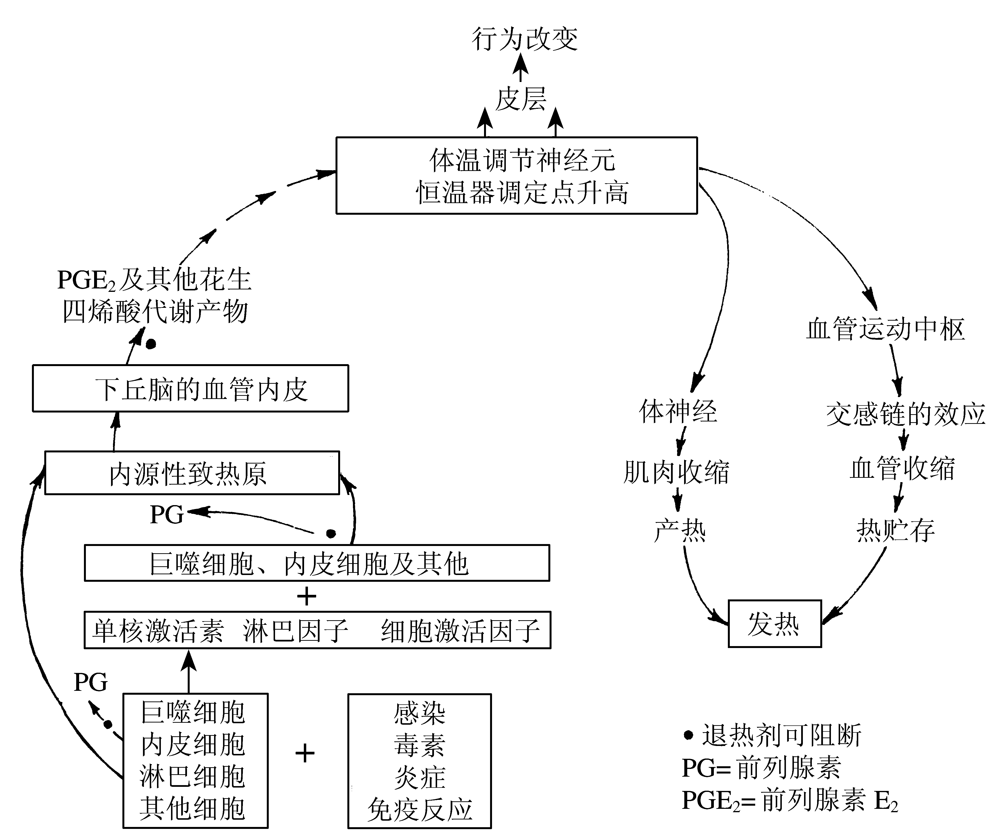 行为改变
皮层
体温调节神经元
恒温器调定点升高
PGE₂及其他花生
四烯酸代谢产物
下丘脑的血管内皮
内源性致热原
PG
巨噬细胞、内皮细胞及其他
+
单核激活素 淋巴因子 细胞激活因子
PG
巨噬细胞
内皮细胞
淋巴细胞
其他细胞
+
感染
毒素
炎症
免疫反应
体神经
肌肉收缩
产热
血管运动中枢
交感链的效应
血管收缩
热贮存
发热
●退热剂可阻断
PG=前列腺素
PGE₂=前列腺素 E₂